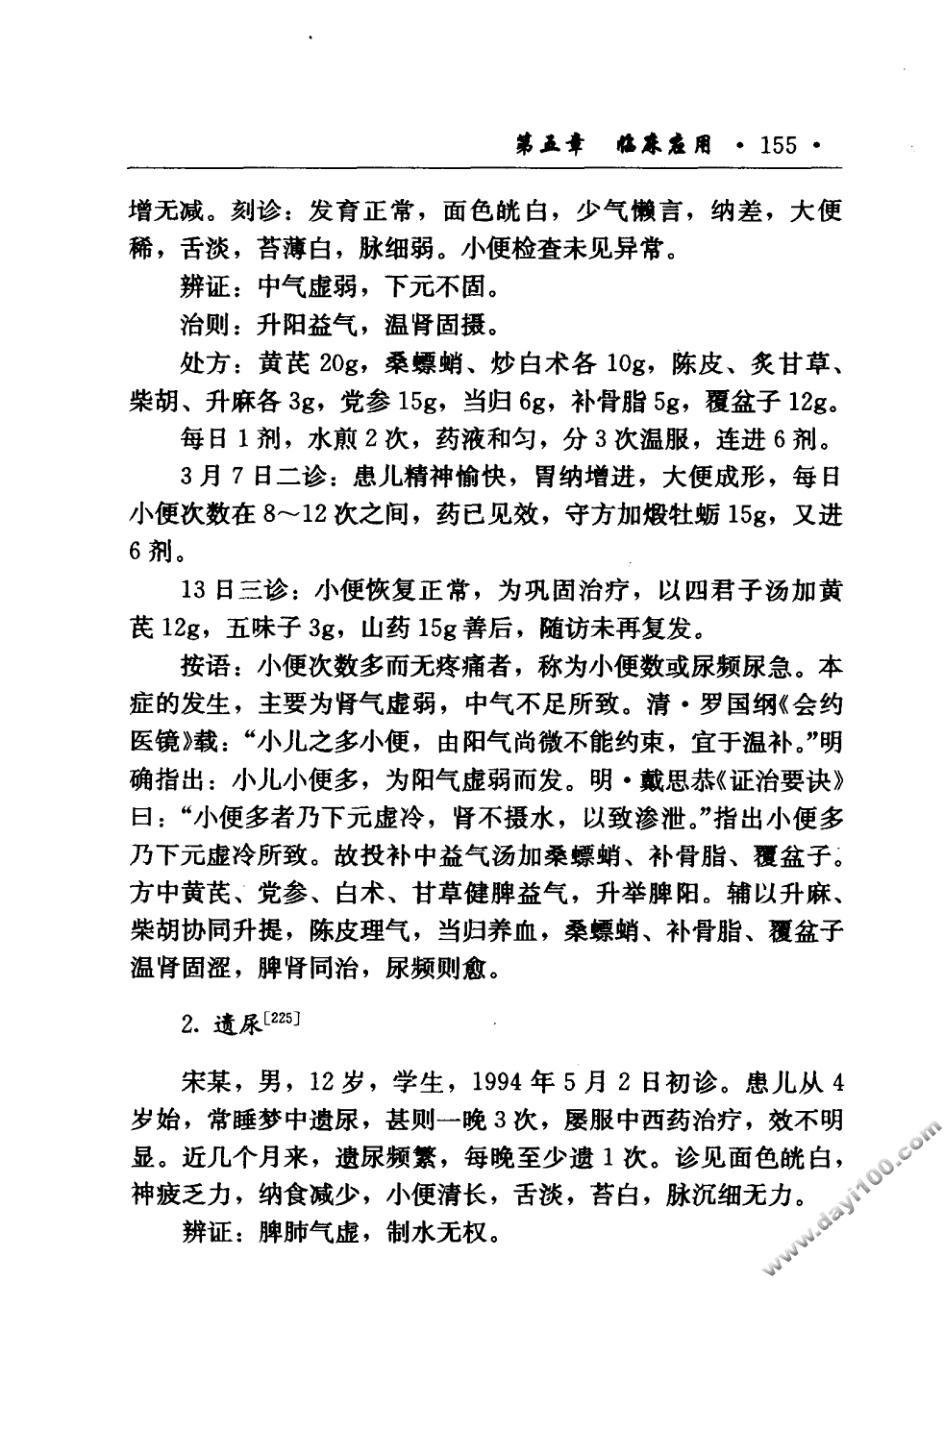 第五章 临床应用 · 155 ·
增无减。刻诊：发育正常，面色㿠白，少气懒言，纳差，大便
稀，舌淡，苔薄白，脉细弱。小便检查未见异常。
辨证：中气虚弱，下元不固。
治则：升阳益气，温肾固摄。
处方：黄芪 20g，桑螵蛸、炒白术各 10g，陈皮、炙甘草、
柴胡、升麻各 3g，党参 15g，当归 6g，补骨脂 5g，覆盆子 12g。
每日 1 剂，水煎 2 次，药液和匀，分 3 次温服，连进 6 剂。
3 月 7 日二诊：患儿精神愉快，胃纳增进，大便成形，每日
小便次数在 8～12 次之间，药已见效，守方加煅牡蛎 15g，又进
6 剂。
13 日三诊：小便恢复正常，为巩固治疗，以四君子汤加黄
芪 12g，五味子 3g，山药 15g 善后，随访未再复发。
按语：小便次数多而无疼痛者，称为小便数或尿频尿急。本
症的发生，主要为肾气虚弱，中气不足所致。清·罗国纲《会约
医镜》载：“小儿之多小便，由阳气尚微不能约束，宜于温补。”明
确指出：小儿小便多，为阳气虚弱而发。明·戴思恭《证治要诀》
曰：“小便多者乃下元虚冷，肾不摄水，以致渗泄。”指出小便多
乃下元虚冷所致。故投补中益气汤加桑螵蛸、补骨脂、覆盆子。
方中黄芪、党参、白术、甘草健脾益气，升举脾阳。辅以升麻、
柴胡协同升提，陈皮理气，当归养血，桑螵蛸、补骨脂、覆盆子
温肾固涩，脾肾同治，尿频则愈。
2. 遗尿[225]
宋某，男，12 岁，学生，1994 年 5 月 2 日初诊。患儿从 4
岁始，常睡梦中遗尿，甚则一晚 3 次，屡服中西药治疗，效不明
显。近几个月来，遗尿频繁，每晚至少遗 1 次。诊见面色㿠白，
神疲乏力，纳食减少，小便清长，舌淡，苔白，脉沉细无力。
辨证：脾肺气虚，制水无权。
www.dayi100.com